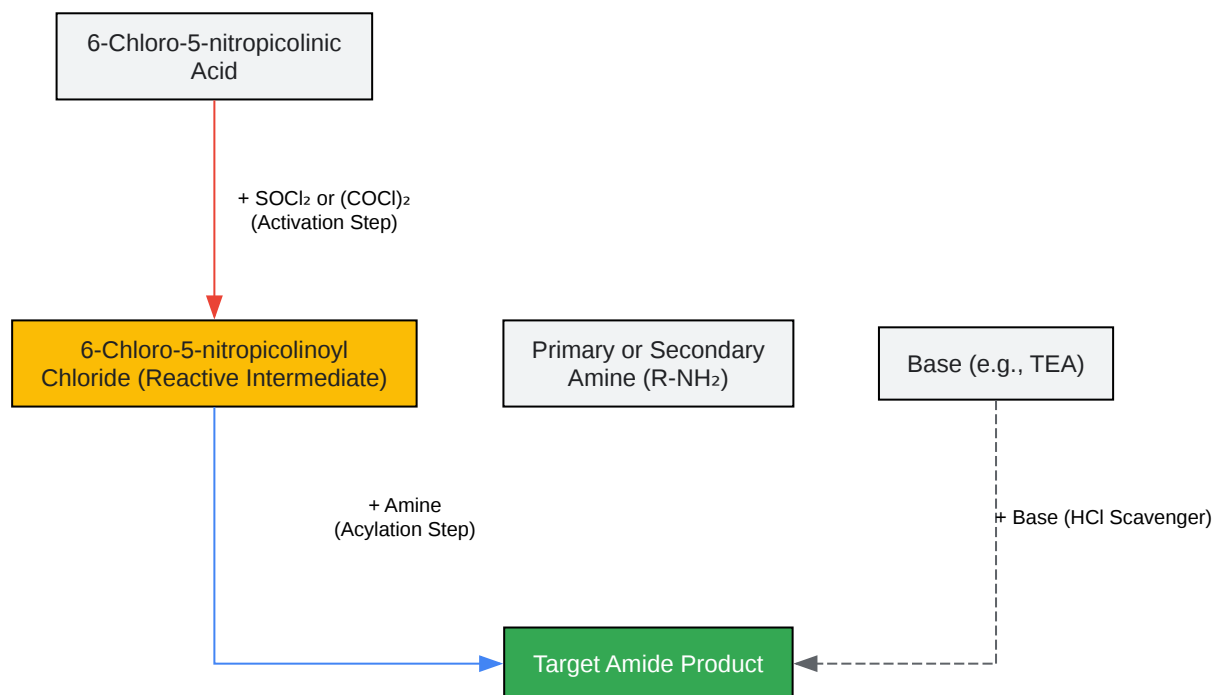 6-Chloro-5-nitropicolinic
Acid
+ SOCl₂ or (COCl)₂
(Activation Step)
6-Chloro-5-nitropicolinoyl
Chloride (Reactive Intermediate)
Primary or Secondary
Amine (R-NH₂)
Base (e.g., TEA)
+ Amine
(Acylation Step)
+ Base (HCl Scavenger)
Target Amide Product